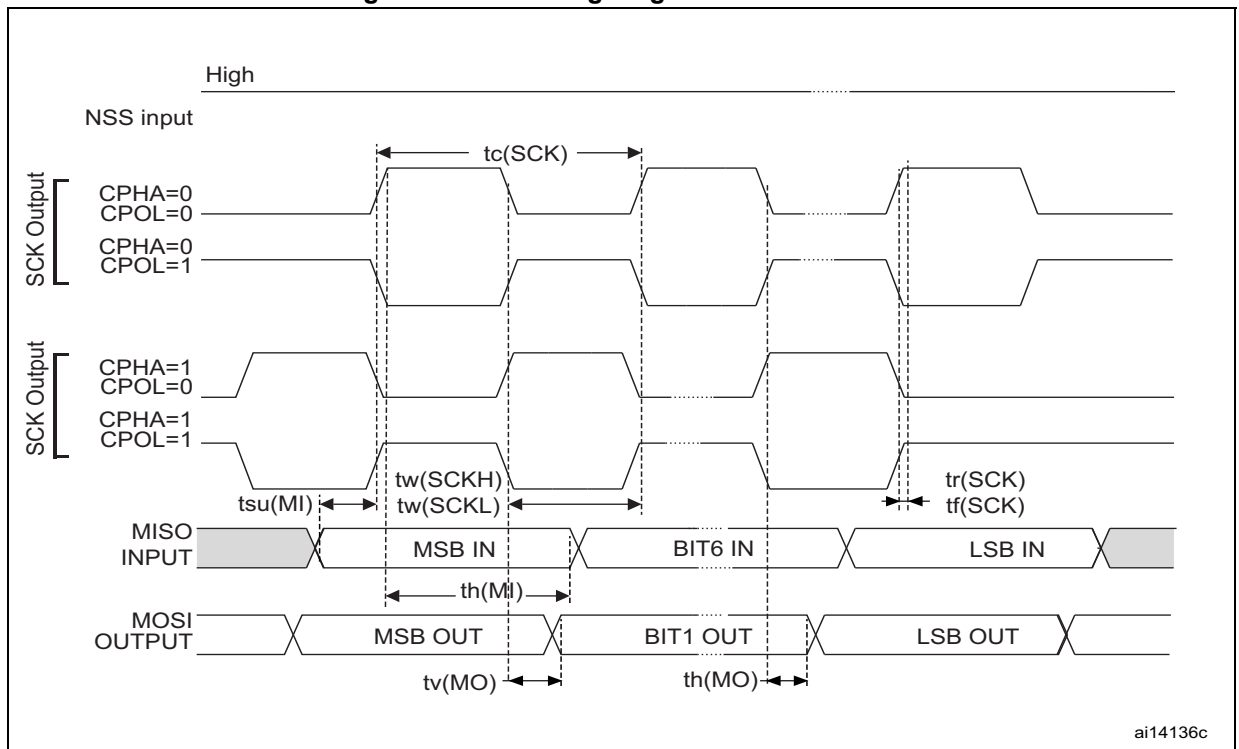 High
NSS input
tc(SCK)
SCK Output
CPHA=0
CPOL=0
CPHA=0
CPOL=1
SCK Output
CPHA=1
CPOL=0
CPHA=1
CPOL=1
tw(SCKH)
tw(SCKL)
tr(SCK)
tf(SCK)
tsu(MI)
MISO
INPUT
MSB IN
BIT6 IN
LSB IN
th(MI)
MOSI
OUTPUT
MSB OUT
BIT1 OUT
LSB OUT
tv(MO)
th(MO)
ai14136c